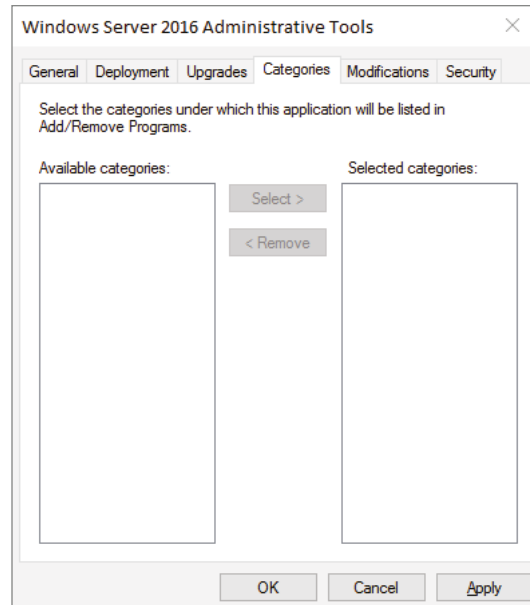 Windows Server 2016 Administrative Tools
General Deployment Upgrades Categories Modifications Security
Select the categories under which this application will be listed in
Add/Remove Programs.
Available categories: Selected categories:
Select >
< Remove
OK Cancel Apply